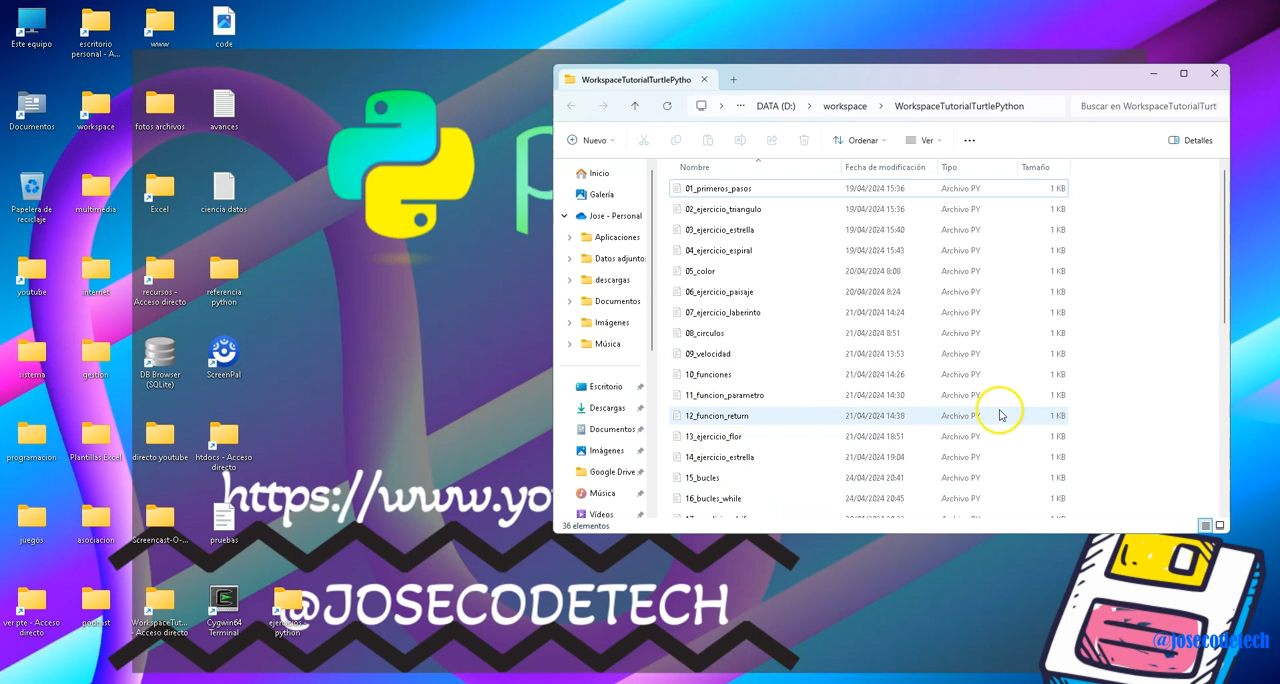 Este equipo
escritorio
personal - A...
www
code
Documentos
workspace
fotos archivos
avances
Papelera de
reciclaje
multimedia
Excel
ciencia datos
youtube
internet
recursos -
Acceso directo
referencia
python
sistema
gestion
DB Browser
(SQLite)
ScreenPal
programacion
Plantillas Excel
directo youtube
htdocs - Acceso
directo
juegos
asociacion
Screencast-O-...
pruebas
ver pte - Acceso
directo
podcast
WorkspaceTut...
- Acceso directo
Cygwin64
Terminal
ejercicios
python
https://www.yo
@JOSECODETECH
@josecodetech
WorkspaceTutorialTurtlePytho
DATA (D:)
workspace
WorkspaceTutorialTurtlePython
Buscar en WorkspaceTutorialTurt
Nuevo
Ordenar
Ver
Detalles
Inicio
Galería
Jose - Personal
Aplicaciones
Datos adjunto
descargas
Documentos
Imágenes
Música
Escritorio
Descargas
Documentos
Imágenes
Google Drive
Música
Vídeos
Nombre Fecha de modificación Tipo Tamaño
01_primeros_pasos 19/04/2024 15:36 Archivo PY 1 KB
02_ejercicio_triangulo 19/04/2024 15:36 Archivo PY 1 KB
03_ejercicio_estrella 19/04/2024 15:40 Archivo PY 1 KB
04_ejercicio_espiral 19/04/2024 15:43 Archivo PY 1 KB
05_color 20/04/2024 8:08 Archivo PY 1 KB
06_ejercicio_paisaje 20/04/2024 8:24 Archivo PY 1 KB
07_ejercicio_laberinto 21/04/2024 14:24 Archivo PY 1 KB
08_circulos 21/04/2024 8:51 Archivo PY 1 KB
09_velocidad 21/04/2024 13:53 Archivo PY 1 KB
10_funciones 21/04/2024 14:26 Archivo PY 1 KB
11_funcion_parametro 21/04/2024 14:30 Archivo PY 1 KB
12_funcion_return 21/04/2024 14:38 Archivo PY 1 KB
13_ejercicio_flor 21/04/2024 18:51 Archivo PY 1 KB
14_ejercicio_estrella 21/04/2024 19:04 Archivo PY 1 KB
15_bucles 24/04/2024 20:41 Archivo PY 1 KB
16_bucles_while 24/04/2024 20:45 Archivo PY 1 KB
36 elementos